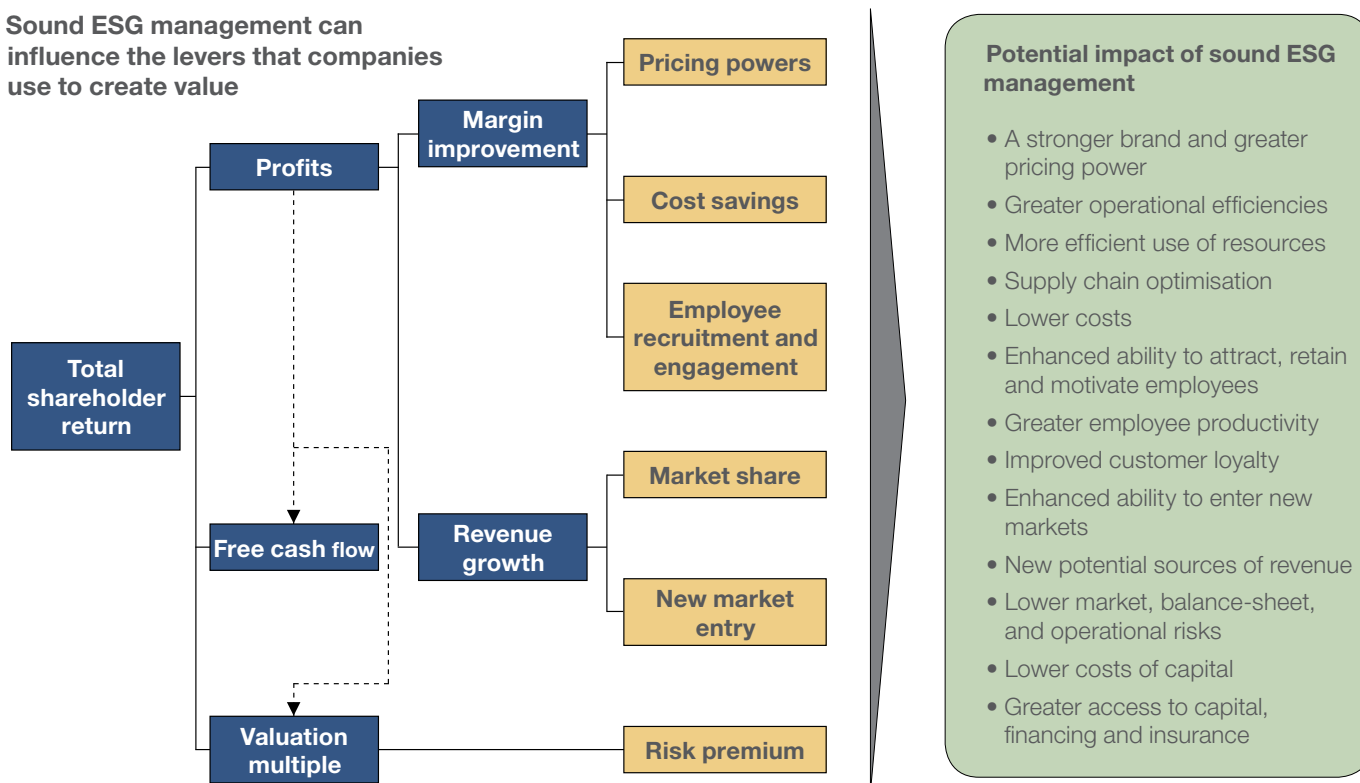 Sound ESG management can
influence the levers that companies
use to create value
Total
shareholder
return
Profits
Free cash flow
Valuation
multiple
Margin
improvement
Revenue
growth
Pricing powers
Cost savings
Employee
recruitment and
engagement
Market share
New market
entry
Risk premium
Potential impact of sound ESG
management
• A stronger brand and greater
pricing power
• Greater operational efficiencies
• More efficient use of resources
• Supply chain optimisation
• Lower costs
• Enhanced ability to attract, retain
and motivate employees
• Greater employee productivity
• Improved customer loyalty
• Enhanced ability to enter new
markets
• New potential sources of revenue
• Lower market, balance-sheet,
and operational risks
• Lower costs of capital
• Greater access to capital,
financing and insurance